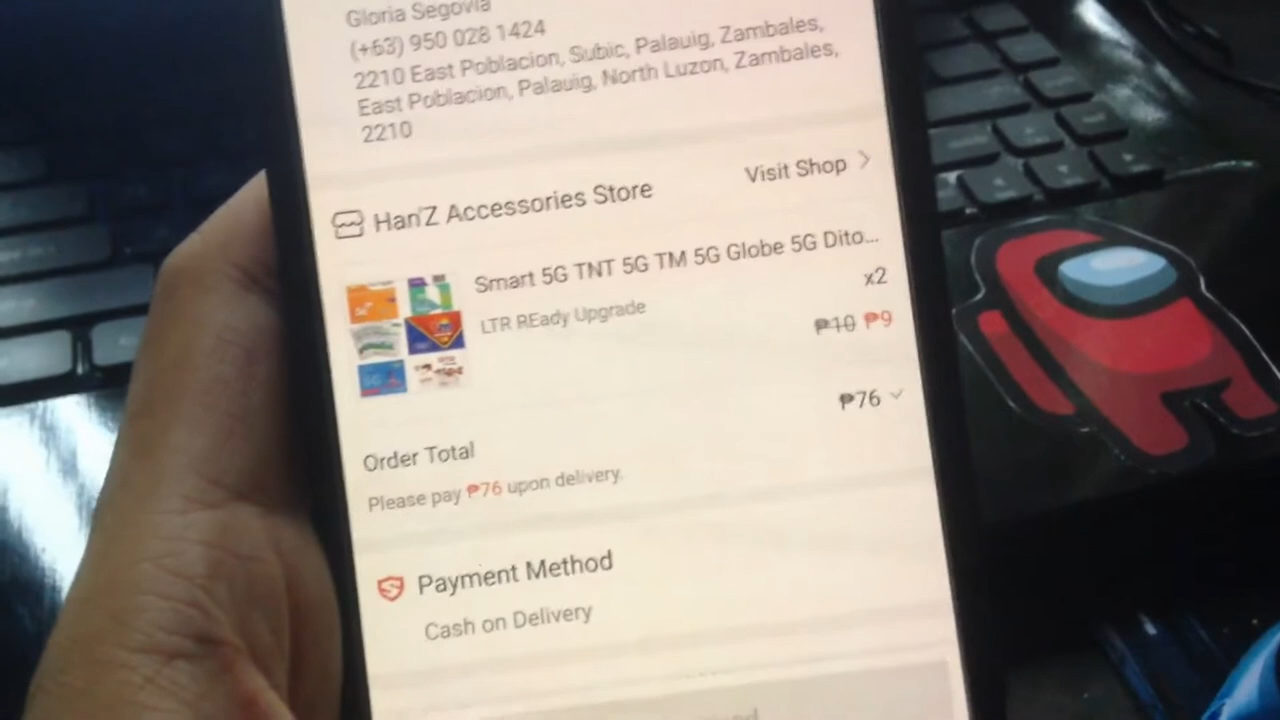 Gloria Segovia
(+63) 950 028 1424
2210 East Poblacion, Subic, Palauig, Zambales,
East Poblacion, Palauig, North Luzon, Zambales,
2210
Han'Z Accessories Store
Visit Shop
Smart 5G TNT 5G TM 5G Globe 5G Dito...
x2
LTR REady Upgrade
₱10 ₱9
₱76
Order Total
Please pay ₱76 upon delivery.
Payment Method
Cash on Delivery